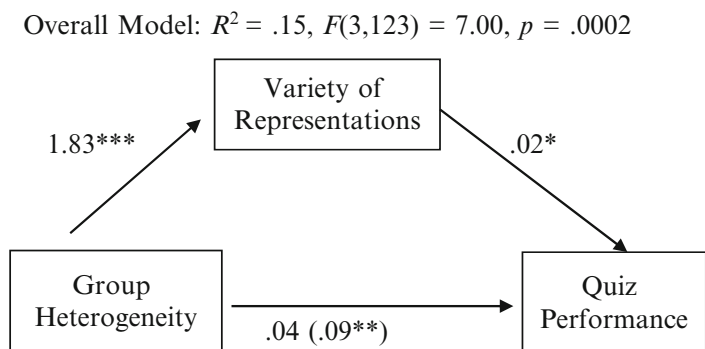 Overall Model: R² = .15, F(3,123) = 7.00, p = .0002
Variety of
Representations
1.83***
.02*
Group
Heterogeneity
Quiz
Performance
.04 (.09**)